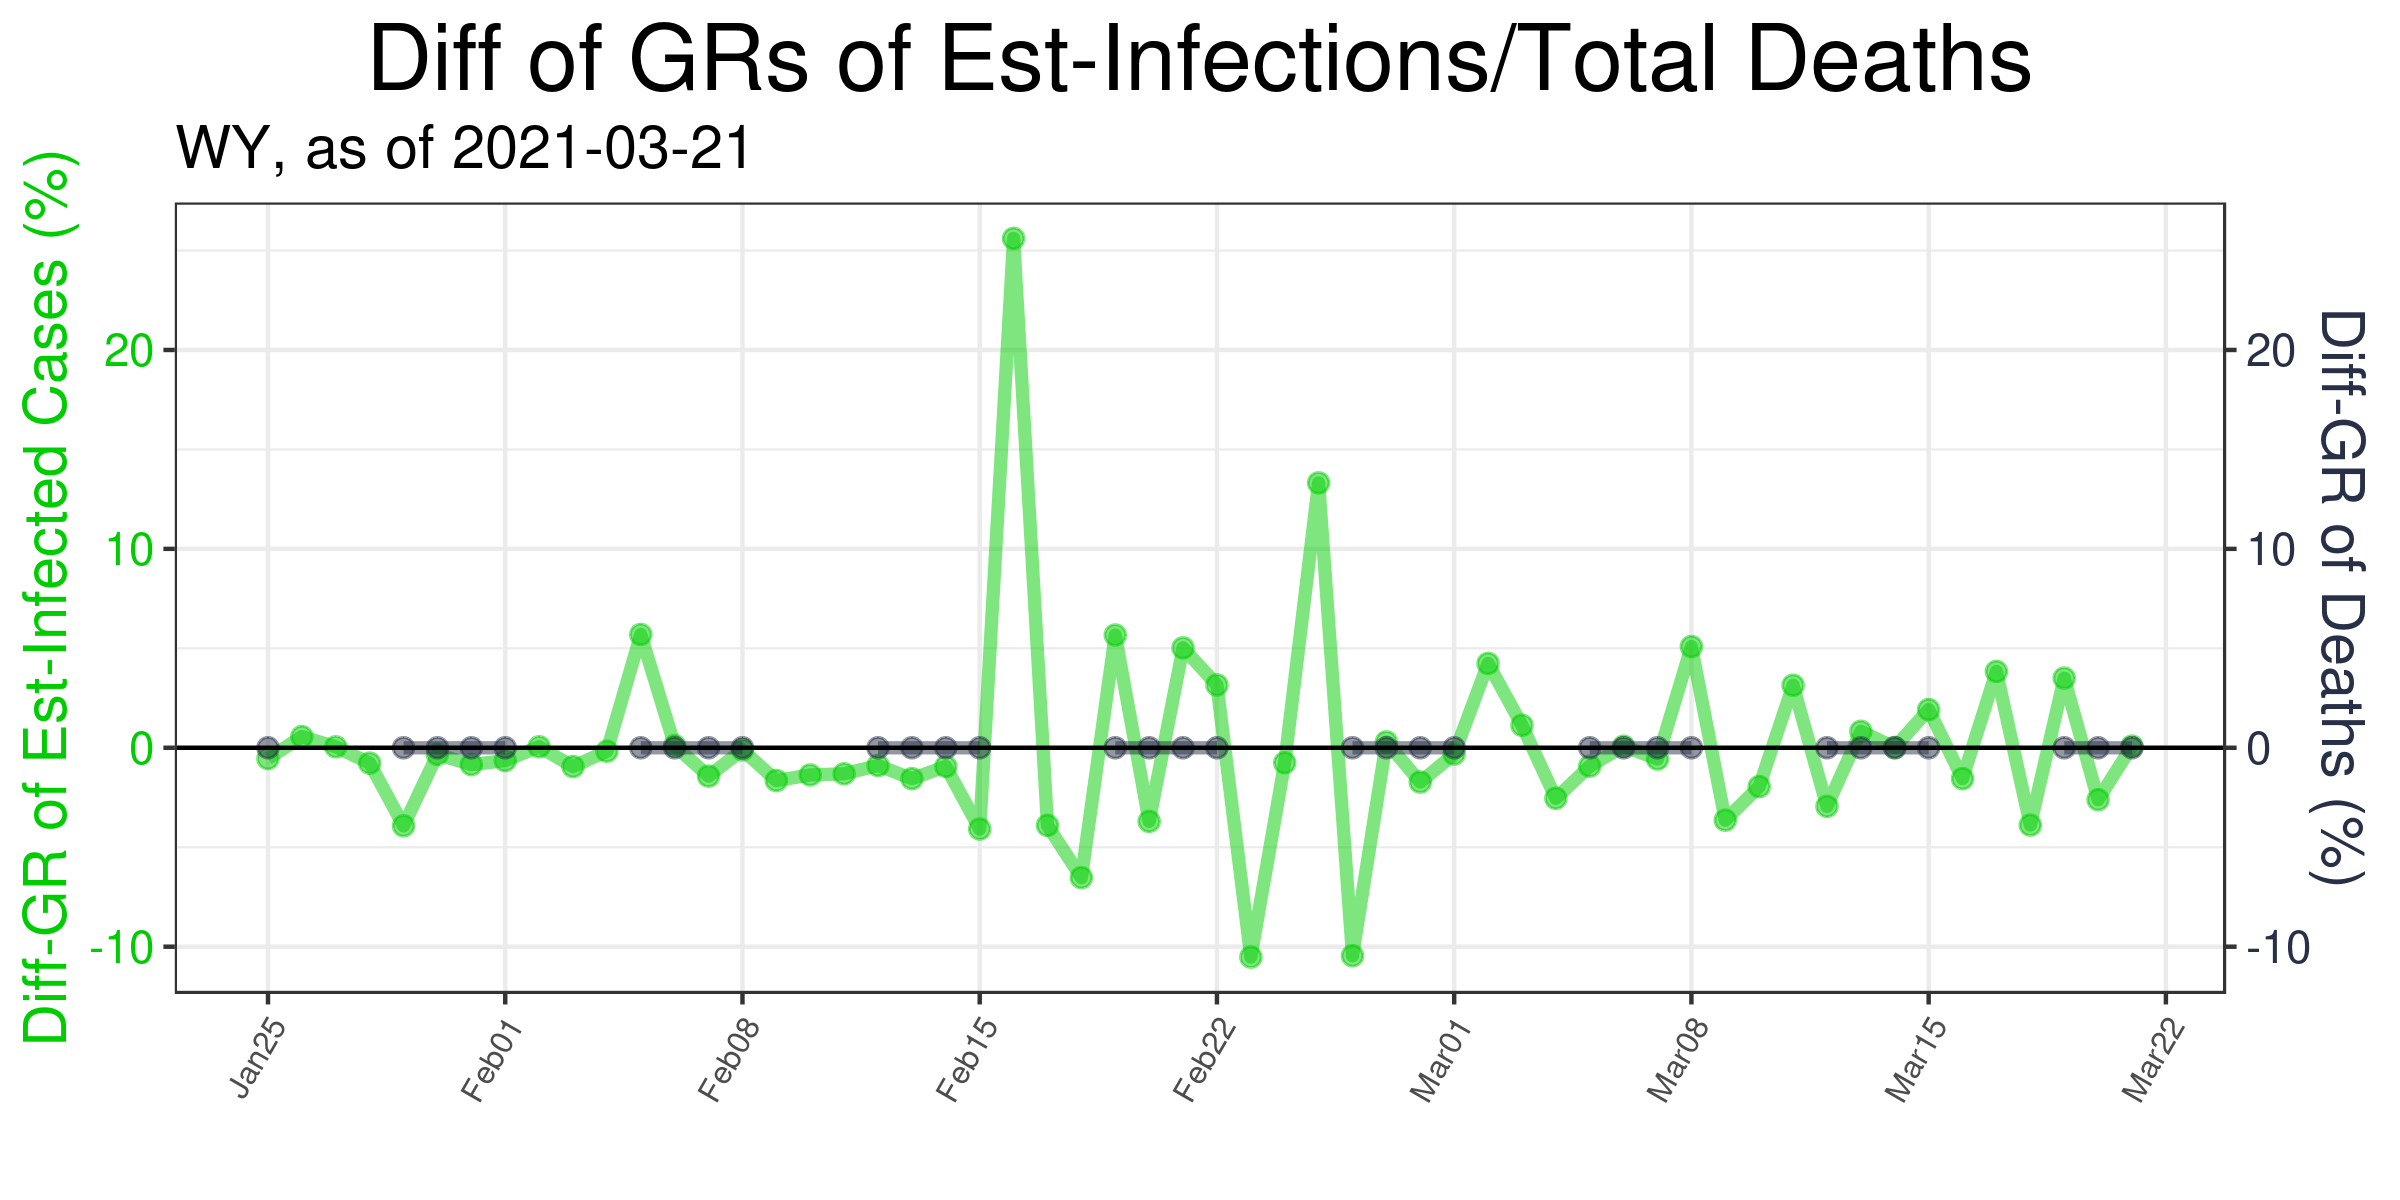 Diff of GRs of Est-Infections/Total Deaths
WY, as of 2021-03-21
Diff-GR of Est-Infected Cases (%)
20
10
0
-10
20
10
0
-10
Diff-GR of Deaths (%)
Jan25
Feb01
Feb08
Feb15
Feb22
Mar01
Mar08
Mar15
Mar22